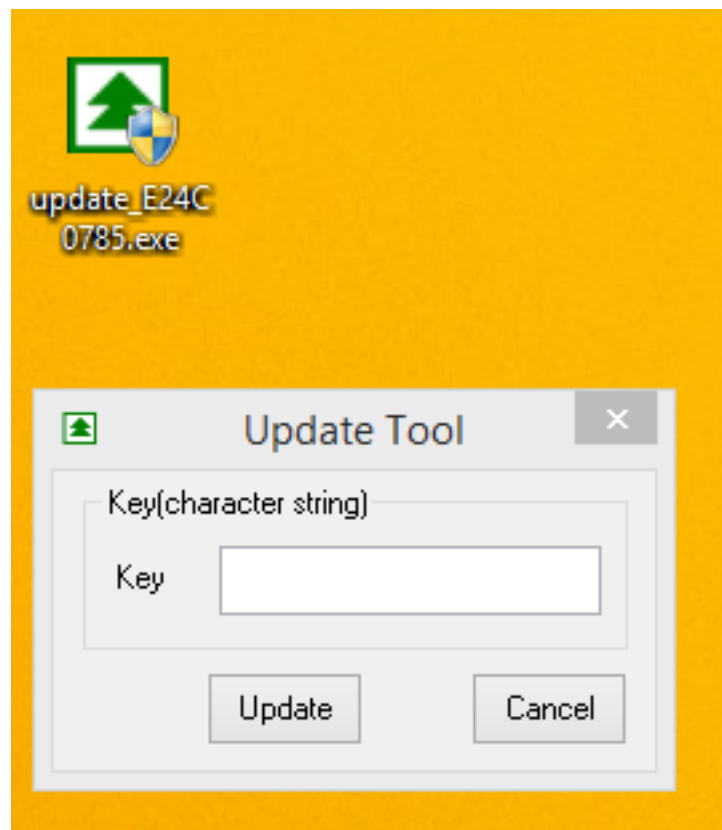 update_E24C
0785.exe
Update Tool
Key(character string)
Key
Update
Cancel